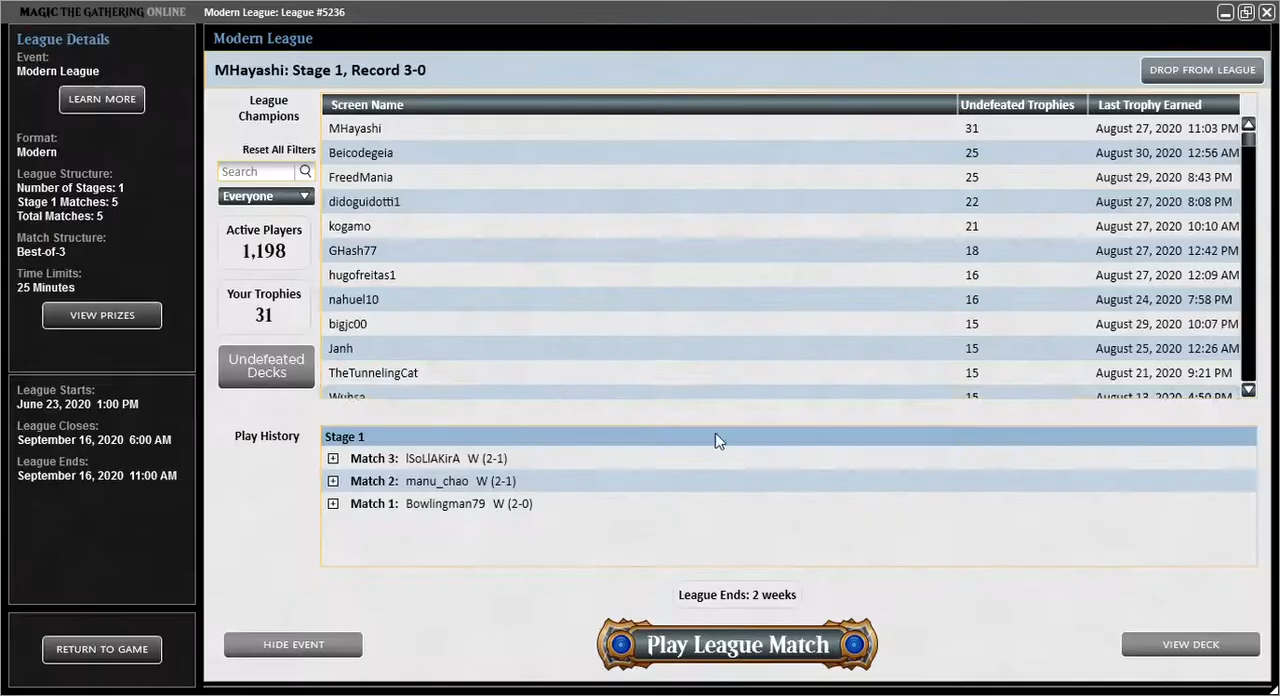 MAGIC THE GATHERING ONLINE
Modern League: League #5236
League Details
Event:
Modern League
LEARN MORE
Format:
Modern
League Structure:
Number of Stages: 1
Stage 1 Matches: 5
Total Matches: 5
Match Structure:
Best-of-3
Time Limits:
25 Minutes
VIEW PRIZES
League Starts:
June 23, 2020 1:00 PM
League Closes:
September 16, 2020 6:00 AM
League Ends:
September 16, 2020 11:00 AM
RETURN TO GAME
Modern League
MHayashi: Stage 1, Record 3-0
DROP FROM LEAGUE
League
Champions
Reset All Filters
Search
Everyone
Active Players
1,198
Your Trophies
31
Undefeated
Decks
Screen Name Undefeated Trophies Last Trophy Earned
MHayashi 31 August 27, 2020 11:03 PM
Beicodegeia 25 August 30, 2020 12:56 AM
FreedMania 25 August 29, 2020 8:43 PM
didoguidotti1 22 August 27, 2020 8:08 PM
kogamo 21 August 27, 2020 10:10 AM
GHash77 18 August 27, 2020 12:42 PM
hugofreitas1 16 August 27, 2020 12:09 AM
nahuel10 16 August 24, 2020 7:58 PM
bigjc00 15 August 29, 2020 10:07 PM
Janh 15 August 25, 2020 12:26 AM
TheTunnelingCat 15 August 21, 2020 9:21 PM
15 August 13, 2020 4:50 PM
Play History
Stage 1
Match 3: lSoLlAKirA W (2-1)
Match 2: manu_chao W (2-1)
Match 1: Bowlingman79 W (2-0)
League Ends: 2 weeks
HIDE EVENT
Play League Match
VIEW DECK